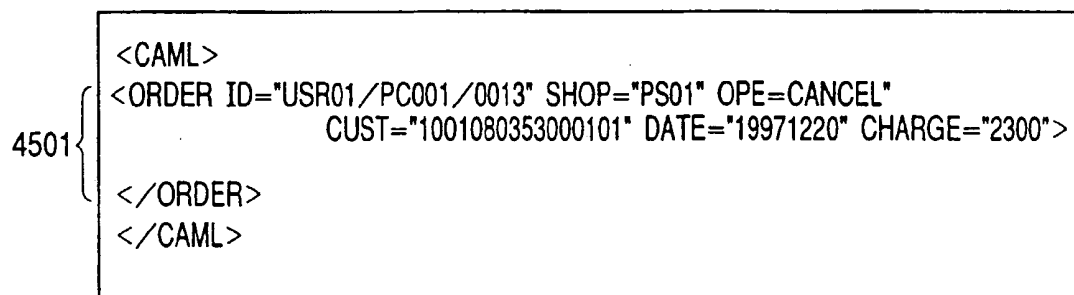 <CAML>
<ORDER ID="USR01/PC001/0013" SHOP="PS01" OPE=CANCEL"
CUST="1001080353000101" DATE="19971220" CHARGE="2300">
4501
</ORDER>
</CAML>